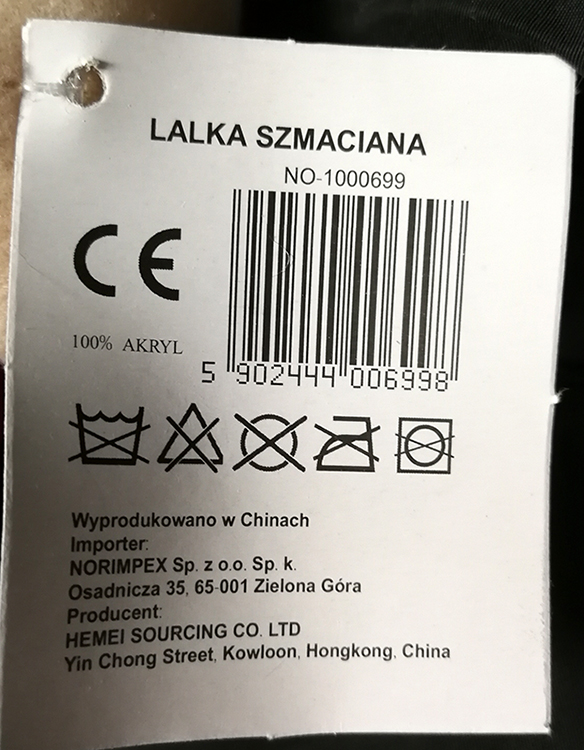 LALKA SZMACIANA
NO-1000699
CE
100% AKRYL
5 902444 006998
Wyprodukowano w Chinach
Importer:
NORIMPEX Sp. z o.o. Sp. k.
Osadnicza 35, 65-001 Zielona Góra
Producent:
HEMEI SOURCING CO. LTD
Yin Chong Street, Kowloon, Hongkong, China